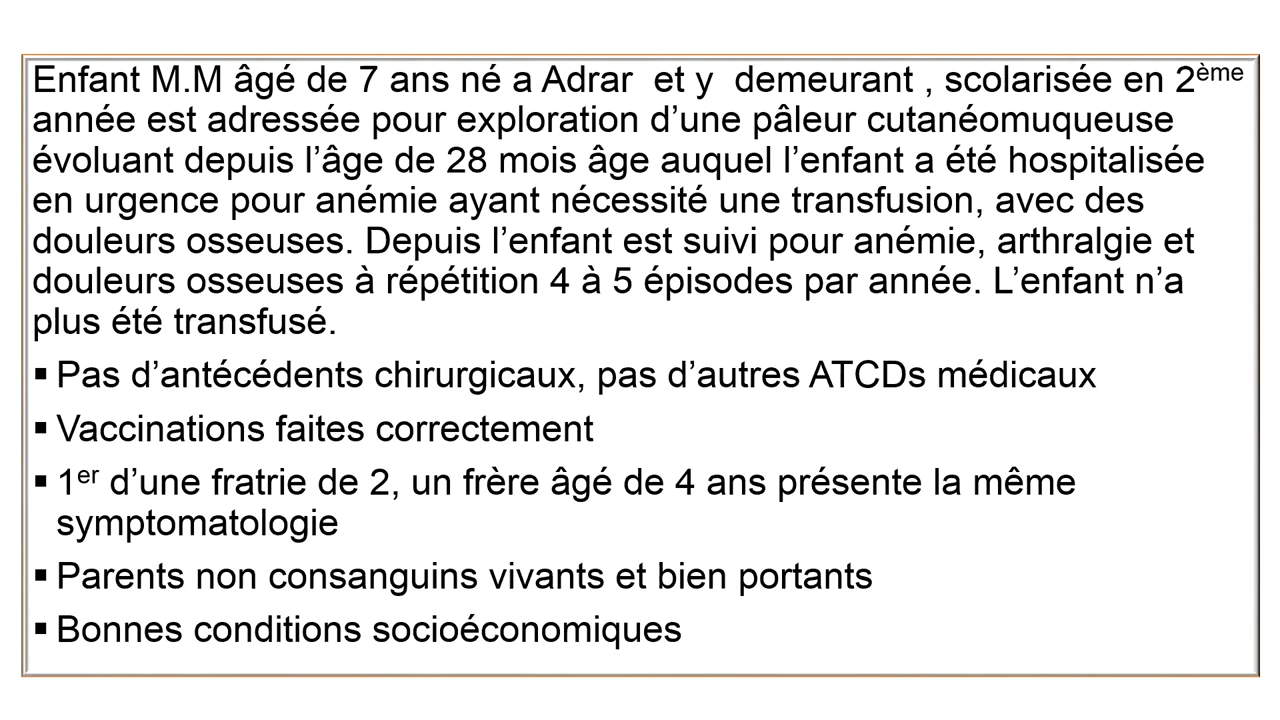 Enfant M.M âgé de 7 ans né a Adrar et y demeurant , scolarisée en 2ème
année est adressée pour exploration d’une pâleur cutanéomuqueuse
évoluant depuis l’âge de 28 mois âge auquel l’enfant a été hospitalisée
en urgence pour anémie ayant nécessité une transfusion, avec des
douleurs osseuses. Depuis l’enfant est suivi pour anémie, arthralgie et
douleurs osseuses à répétition 4 à 5 épisodes par année. L’enfant n’a
plus été transfusé.
▪ Pas d’antécédents chirurgicaux, pas d’autres ATCDs médicaux
▪ Vaccinations faites correctement
▪ 1er d’une fratrie de 2, un frère âgé de 4 ans présente la même
symptomatologie
▪ Parents non consanguins vivants et bien portants
▪ Bonnes conditions socioéconomiques